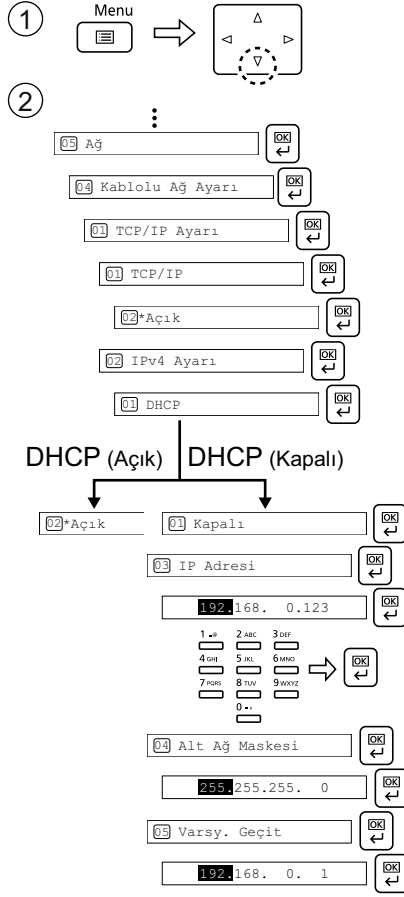 1 Menu
2
05 Ağ OK
04 Kablolu Ağ Ayarı OK
01 TCP/IP Ayarı OK
01 TCP/IP OK
02*Açık OK
02 IPv4 Ayarı OK
01 DHCP OK
DHCP (Açık) DHCP (Kapalı)
02*Açık 01 Kapalı OK
03 IP Adresi OK
192.168. 0.123 OK
1 .@ 2 ABC 3 DEF
4 GHI 5 JKL 6 MNO OK
7 PQRS 8 TUV 9 WXYZ
0 -,
04 Alt Ağ Maskesi OK
255.255.255. 0 OK
05 Varsy. Geçit OK
192.168. 0. 1 OK